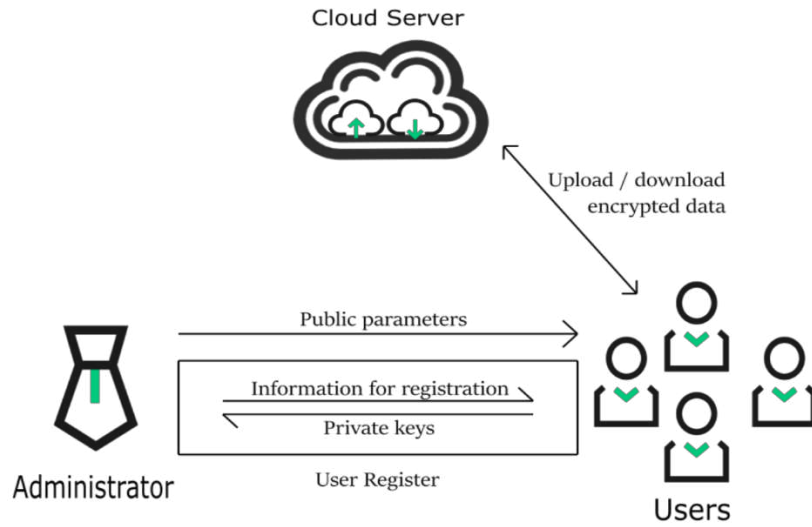 Cloud Server
Upload / download
encrypted data
Public parameters
Information for registration
Private keys
User Register
Administrator
Users